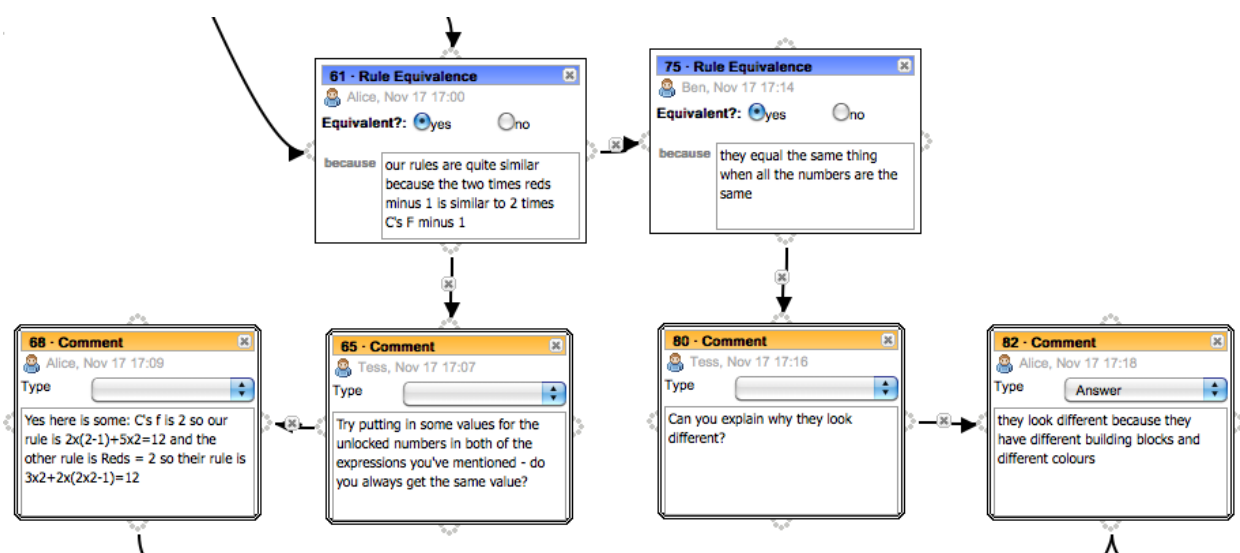 61 - Rule Equivalence
Alice, Nov 17 17:00
Equivalent?: yes no
because
our rules are quite similar
because the two times reds
minus 1 is similar to 2 times
C's F minus 1
75 - Rule Equivalence
Ben, Nov 17 17:14
Equivalent?: yes no
because
they equal the same thing
when all the numbers are the
same
68 - Comment
Alice, Nov 17 17:09
Type
Yes here is some: C's f is 2 so our
rule is 2x(2-1)+5x2=12 and the
other rule is Reds = 2 so their rule is
3x2+2x(2x2-1)=12
65 - Comment
Tess, Nov 17 17:07
Type
Try putting in some values for the
unlocked numbers in both of the
expressions you've mentioned - do
you always get the same value?
80 - Comment
Tess, Nov 17 17:16
Type
Can you explain why they look
different?
82 - Comment
Alice, Nov 17 17:18
Type Answer
they look different because they
have different building blocks and
different colours